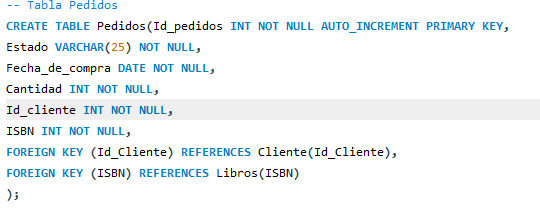 -- Tabla Pedidos
CREATE TABLE Pedidos(Id_pedidos INT NOT NULL AUTO_INCREMENT PRIMARY KEY,
Estado VARCHAR(25) NOT NULL,
Fecha_de_compra DATE NOT NULL,
Cantidad INT NOT NULL,
Id_cliente INT NOT NULL,
ISBN INT NOT NULL,
FOREIGN KEY (Id_Cliente) REFERENCES Cliente(Id_Cliente),
FOREIGN KEY (ISBN) REFERENCES Libros(ISBN)
);